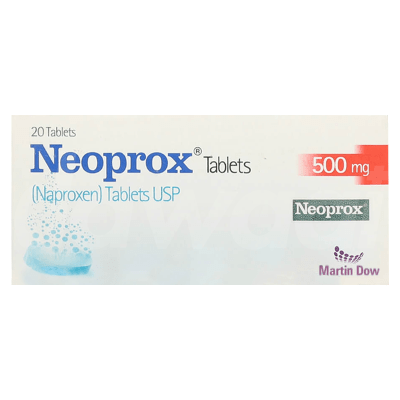 20 Tablets
Neoprox® Tablets
500 mg
(Naproxen) Tablets USP
Neoprox®
Martin Dow